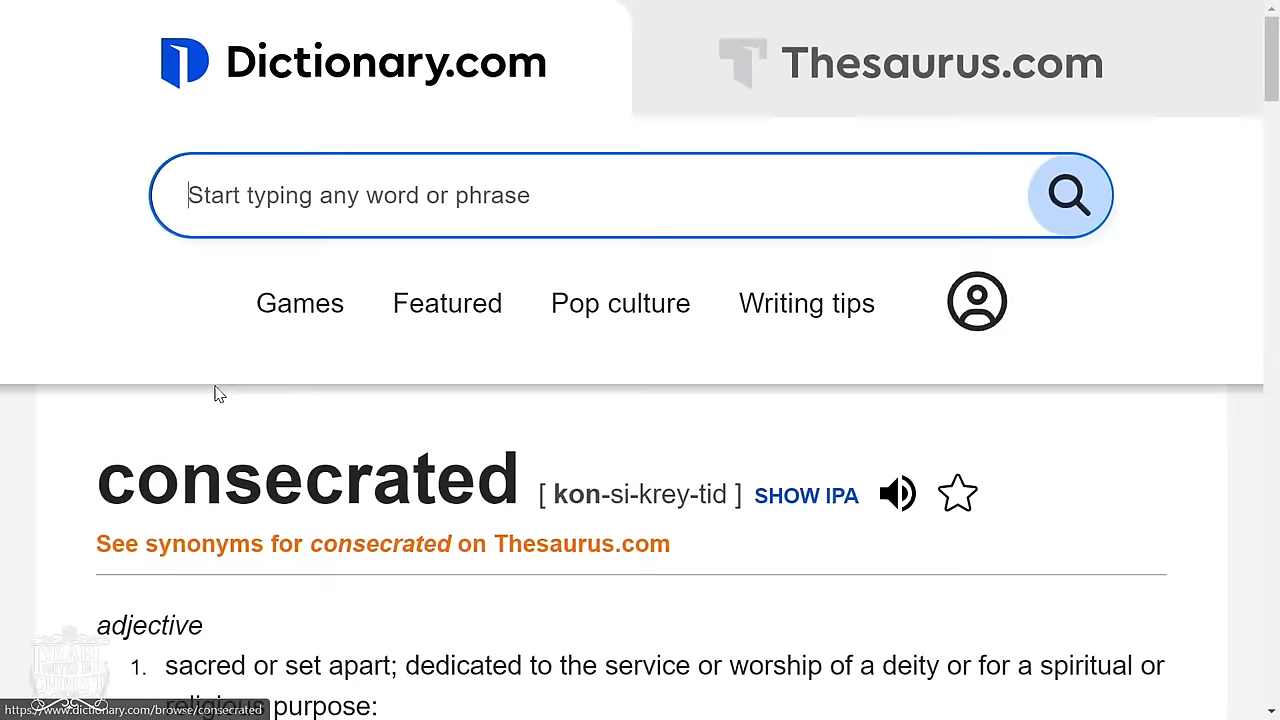 Dictionary.com
Thesaurus.com
Start typing any word or phrase
Games Featured Pop culture Writing tips
consecrated [ kon-si-krey-tid ] SHOW IPA
See synonyms for consecrated on Thesaurus.com
adjective
1. sacred or set apart; dedicated to the service or worship of a deity or for a spiritual or
religious purpose:
https://www.dictionary.com/browse/consecrated